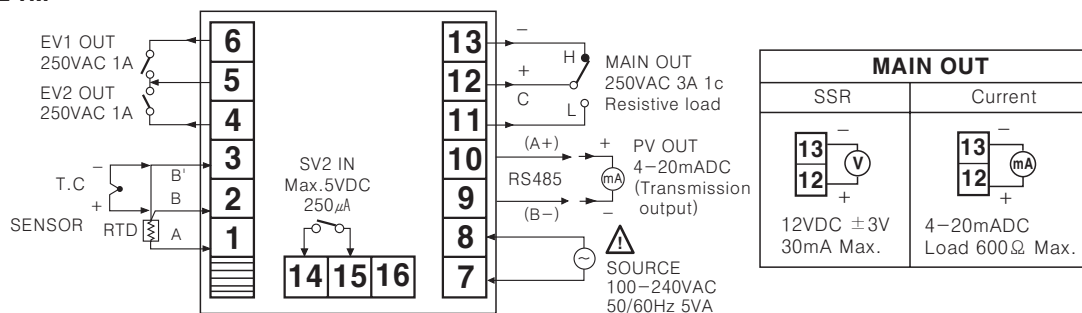 EV1 OUT
250VAC 1A
EV2 OUT
250VAC 1A
6
5
4
3
2
1
T.C
−
+
B'
B
A
SENSOR
RTD
SV2 IN
Max.5VDC
250㎂
14 15 16
13
12
11
10
9
8
7
−
+
C
H
L
MAIN OUT
250VAC 3A 1c
Resistive load
(A+)
RS485
(B−)
+
mA
−
PV OUT
4−20mADC
(Transmission
output)
SOURCE
100−240VAC
50/60Hz 5VA
MAIN OUT
SSR
Current
13
12
−
V
+
12VDC ±3V
30mA Max.
13
12
−
mA
+
4−20mADC
Load 600Ω Max.